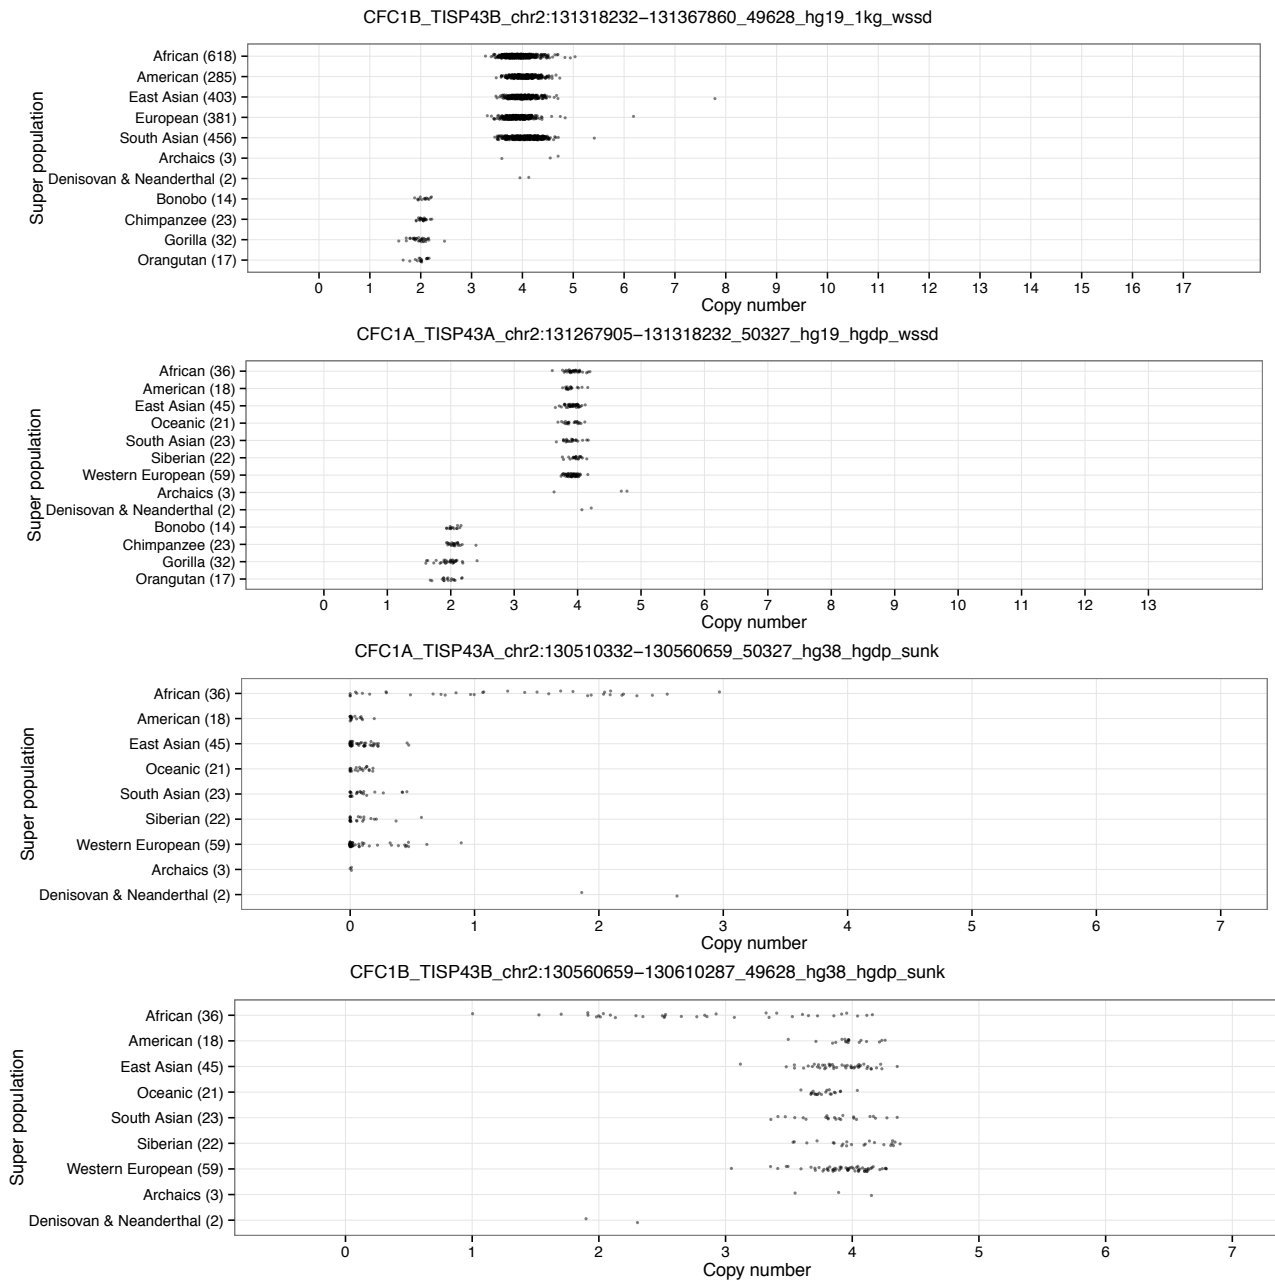 CFC1B_TISP43B_chr2:131318232−131367860_49628_hg19_1kg_wssd
Super population
African (618)
American (285)
East Asian (403)
European (381)
South Asian (456)
Archaics (3)
Denisovan & Neanderthal (2)
Bonobo (14)
Chimpanzee (23)
Gorilla (32)
Orangutan (17)
0 1 2 3 4 5 6 7 8 9 10 11 12 13 14 15 16 17
Copy number
CFC1A_TISP43A_chr2:131267905−131318232_50327_hg19_hgdp_wssd
Super population
African (36)
American (18)
East Asian (45)
Oceanic (21)
South Asian (23)
Siberian (22)
Western European (59)
Archaics (3)
Denisovan & Neanderthal (2)
Bonobo (14)
Chimpanzee (23)
Gorilla (32)
Orangutan (17)
0 1 2 3 4 5 6 7 8 9 10 11 12 13
Copy number
CFC1A_TISP43A_chr2:130510332−130560659_50327_hg38_hgdp_sunk
Super population
African (36)
American (18)
East Asian (45)
Oceanic (21)
South Asian (23)
Siberian (22)
Western European (59)
Archaics (3)
Denisovan & Neanderthal (2)
0 1 2 3 4 5 6 7
Copy number
CFC1B_TISP43B_chr2:130560659−130610287_49628_hg38_hgdp_sunk
Super population
African (36)
American (18)
East Asian (45)
Oceanic (21)
South Asian (23)
Siberian (22)
Western European (59)
Archaics (3)
Denisovan & Neanderthal (2)
0 1 2 3 4 5 6 7
Copy number